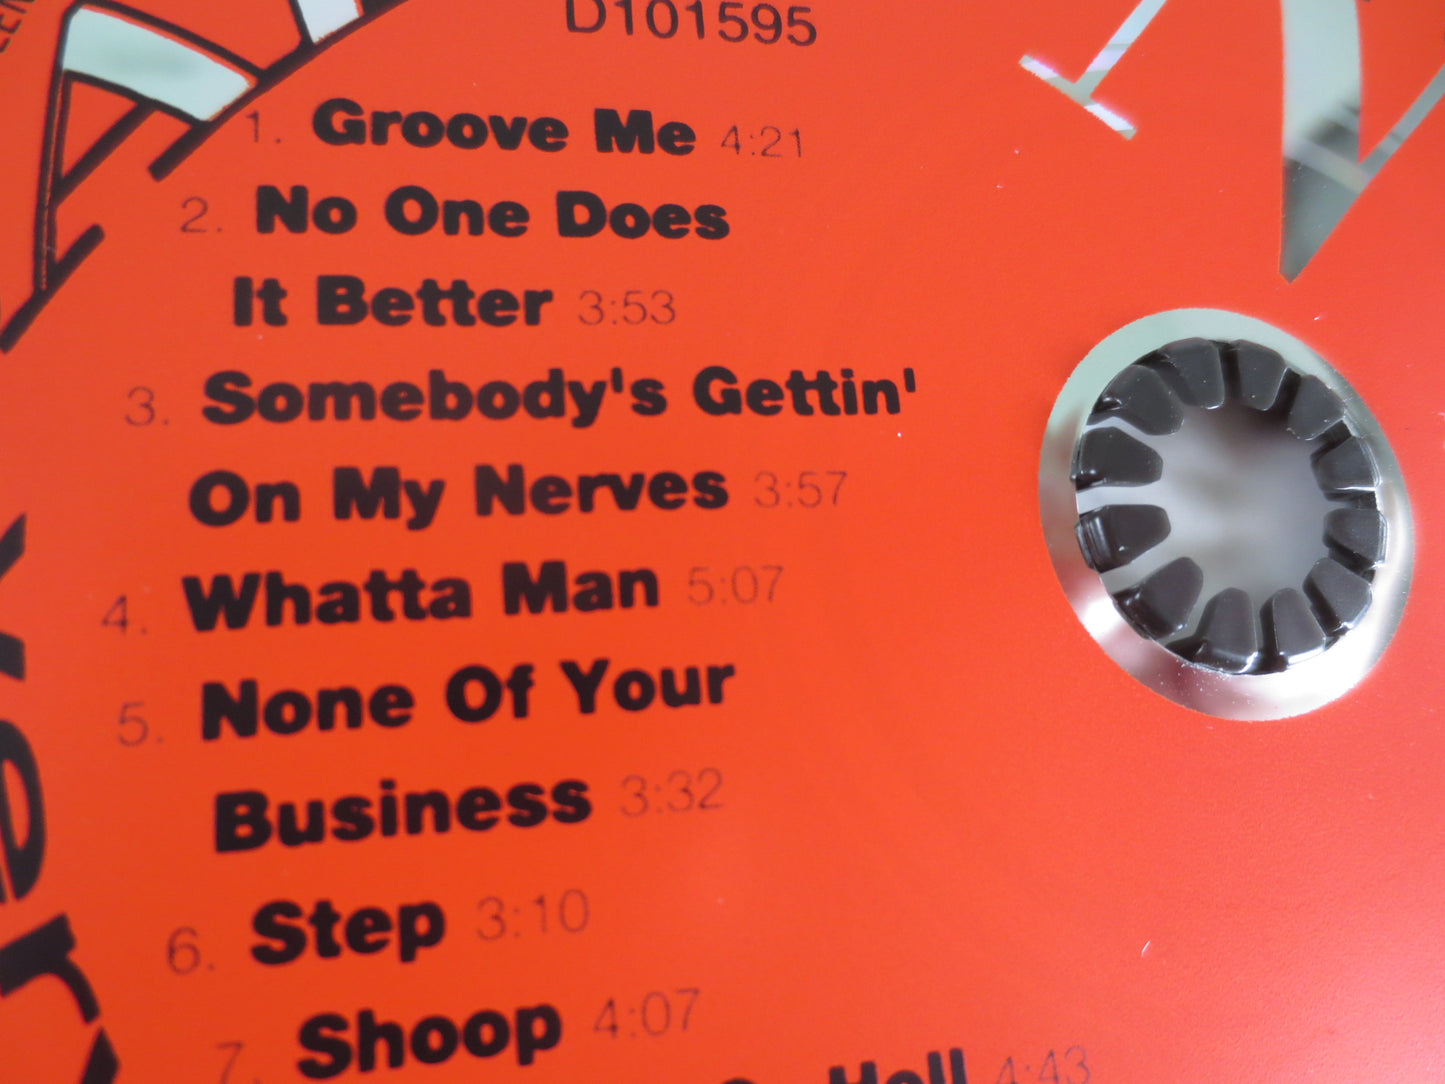 D101595
1. Groove Me 4:21
2. No One Does
It Better 3:53
3. Somebody's Gettin'
On My Nerves 3:57
4. Whatta Man 5:07
5. None Of Your
Business 3:32
6. Step 3:10
7. Shoop 4:07
Hell 4:43